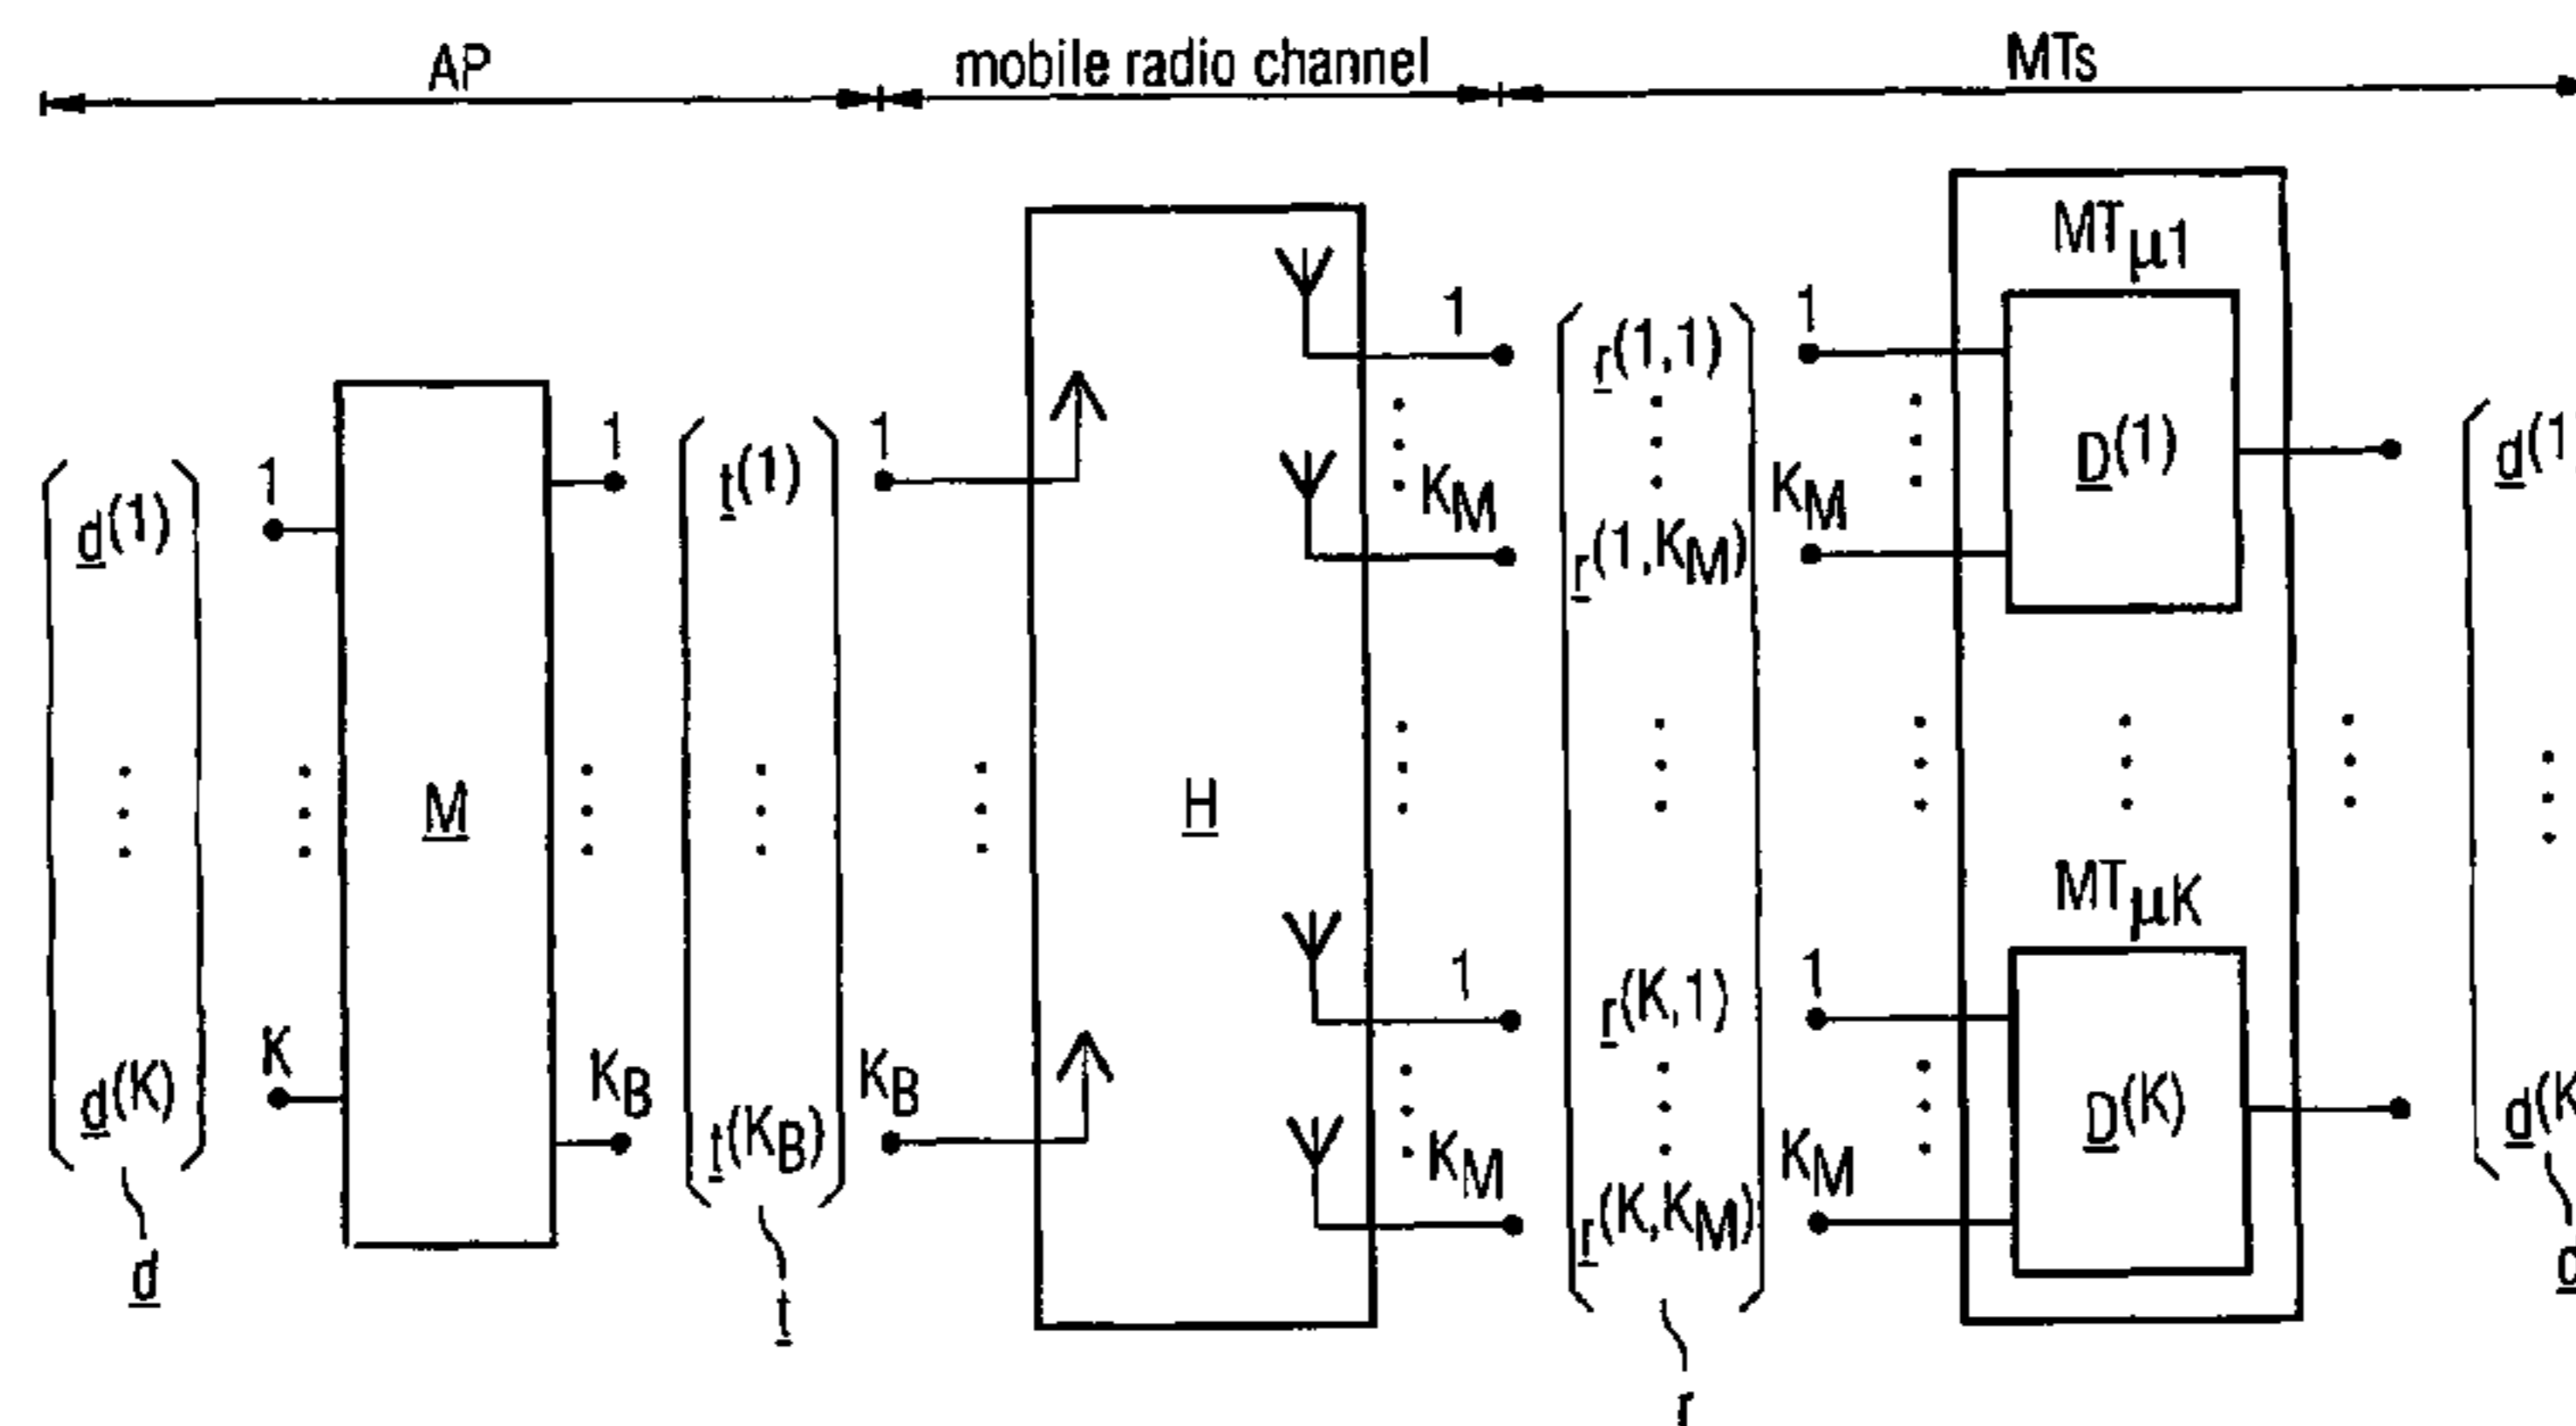 AP mobile radio channel MTs
MTμ1
1 r(1,1) 1
1 t(1) 1 D(1) d(1
d(1) 1 KM KM
r(1,KM)
M H
MTμK
1 r(K,1) 1
K KB KB
d(K) t(KB) KM KM D(K) d(K
r(K,KM)
d t r